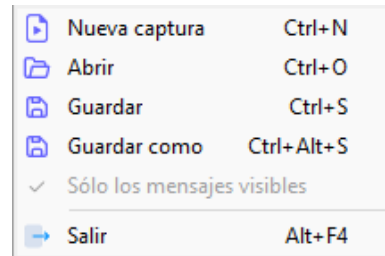 Nueva captura Ctrl+N
Abrir Ctrl+O
Guardar Ctrl+S
Guardar como Ctrl+Alt+S
Sólo los mensajes visibles
Salir Alt+F4